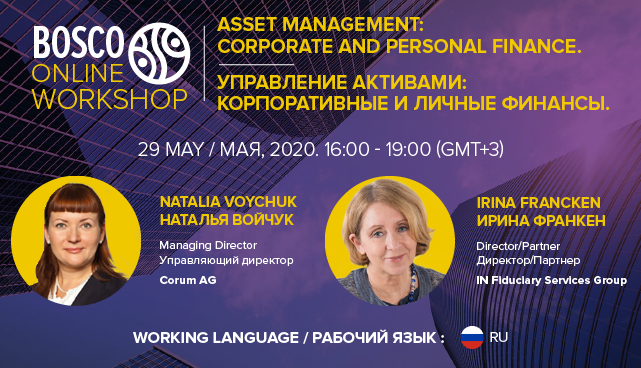 BOSCO
ONLINE
WORKSHOP
ASSET MANAGEMENT:
CORPORATE AND PERSONAL FINANCE.
УПРАВЛЕНИЕ АКТИВАМИ:
КОРПОРАТИВНЫЕ И ЛИЧНЫЕ ФИНАНСЫ.
29 MAY / МАЯ, 2020. 16:00 - 19:00 (GMT+3)
NATALIA VOYCHUK
НАТАЛЬЯ ВОЙЧУК
Managing Director
Управляющий директор
Corum AG
IRINA FRANCKEN
ИРИНА ФРАНКЕН
Director/Partner
Директор/Партнер
IN Fiduciary Services Group
WORKING LANGUAGE / РАБОЧИЙ ЯЗЫК :
RU